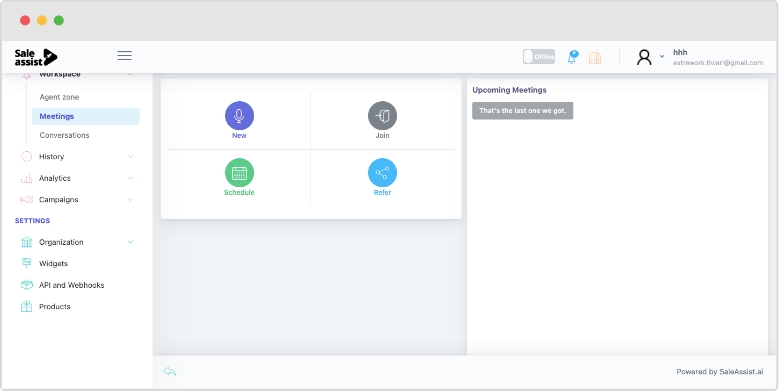 Sale
assist
Offline
hhh
extrawork.tiwari@gmail.com
Workspace
Agent zone
Meetings
Conversations
History
Analytics
Campaigns
SETTINGS
Organization
Widgets
API and Webhooks
Products
New
Join
Schedule
Refer
Upcoming Meetings
That's the last one we got.
Powered by SaleAssist.ai